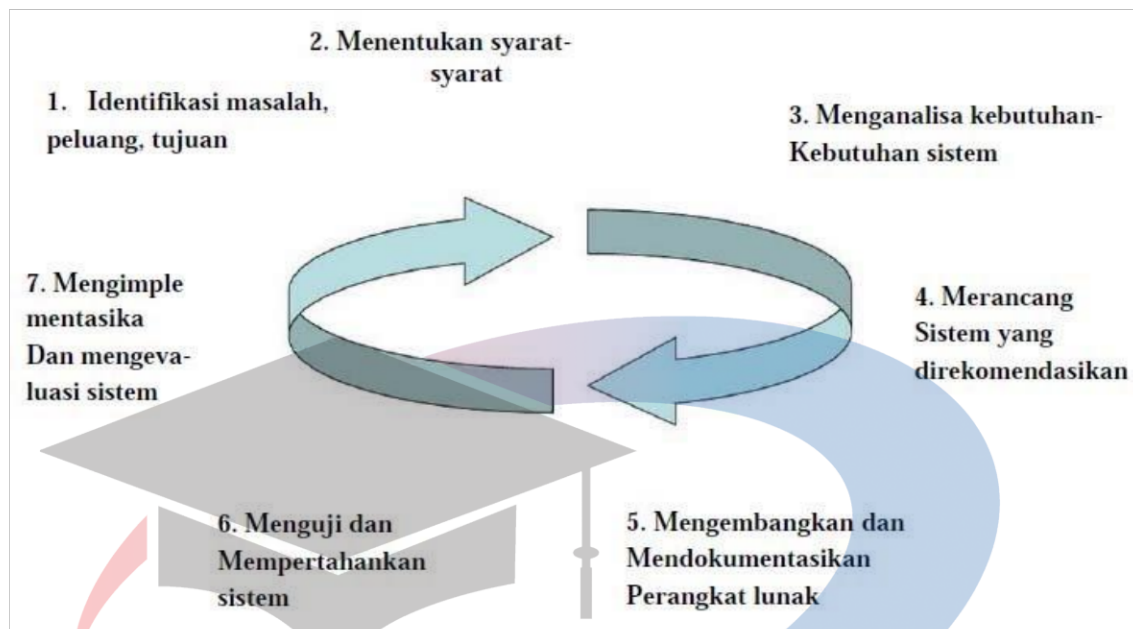 2. Menentukan syarat-
syarat
1. Identifikasi masalah,
peluang, tujuan
3. Menganalisa kebutuhan-
Kebutuhan sistem
7. Mengimple
mentasika
Dan mengeva-
luasi sistem
4. Merancang
Sistem yang
direkomendasikan
6. Menguji dan
Mempertahankan
sistem
5. Mengembangkan dan
Mendokumentasikan
Perangkat lunak